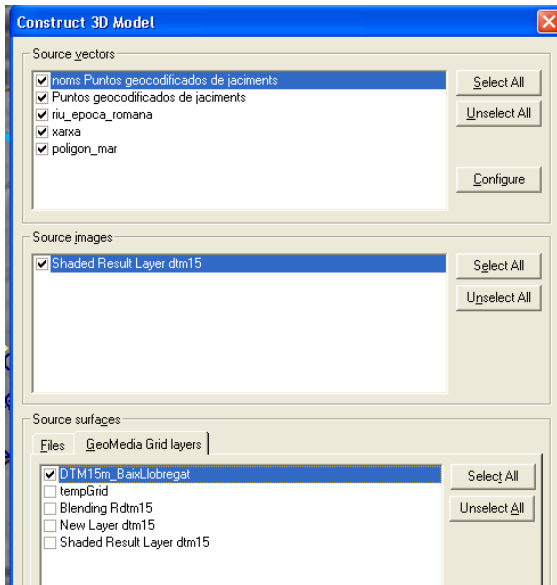 Construct 3D Model
Source vectors
noms Puntos geocodificados de jaciments
Puntos geocodificados de jaciments
riu_epoca_romana
xarxa
poligon_mar
Select All
Unselect All
Configure
Source images
Shaded Result Layer dtm15
Select All
Unselect All
Source surfaces
Files
GeoMedia Grid layers
DTM15m_BaixLlobregat
tempGrid
Blending Rdtm15
New Layer dtm15
Shaded Result Layer dtm15
Select All
Unselect All